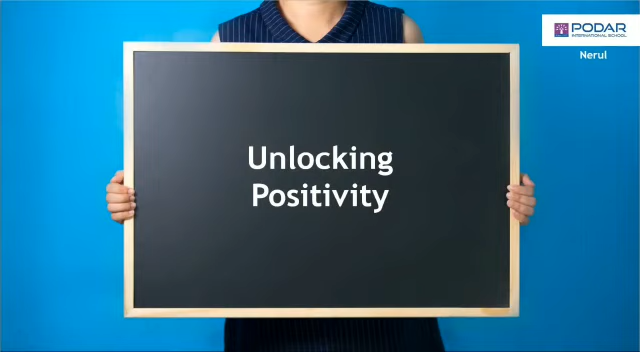 PODAR
INTERNATIONAL SCHOOL
Nerul
Unlocking
Positivity